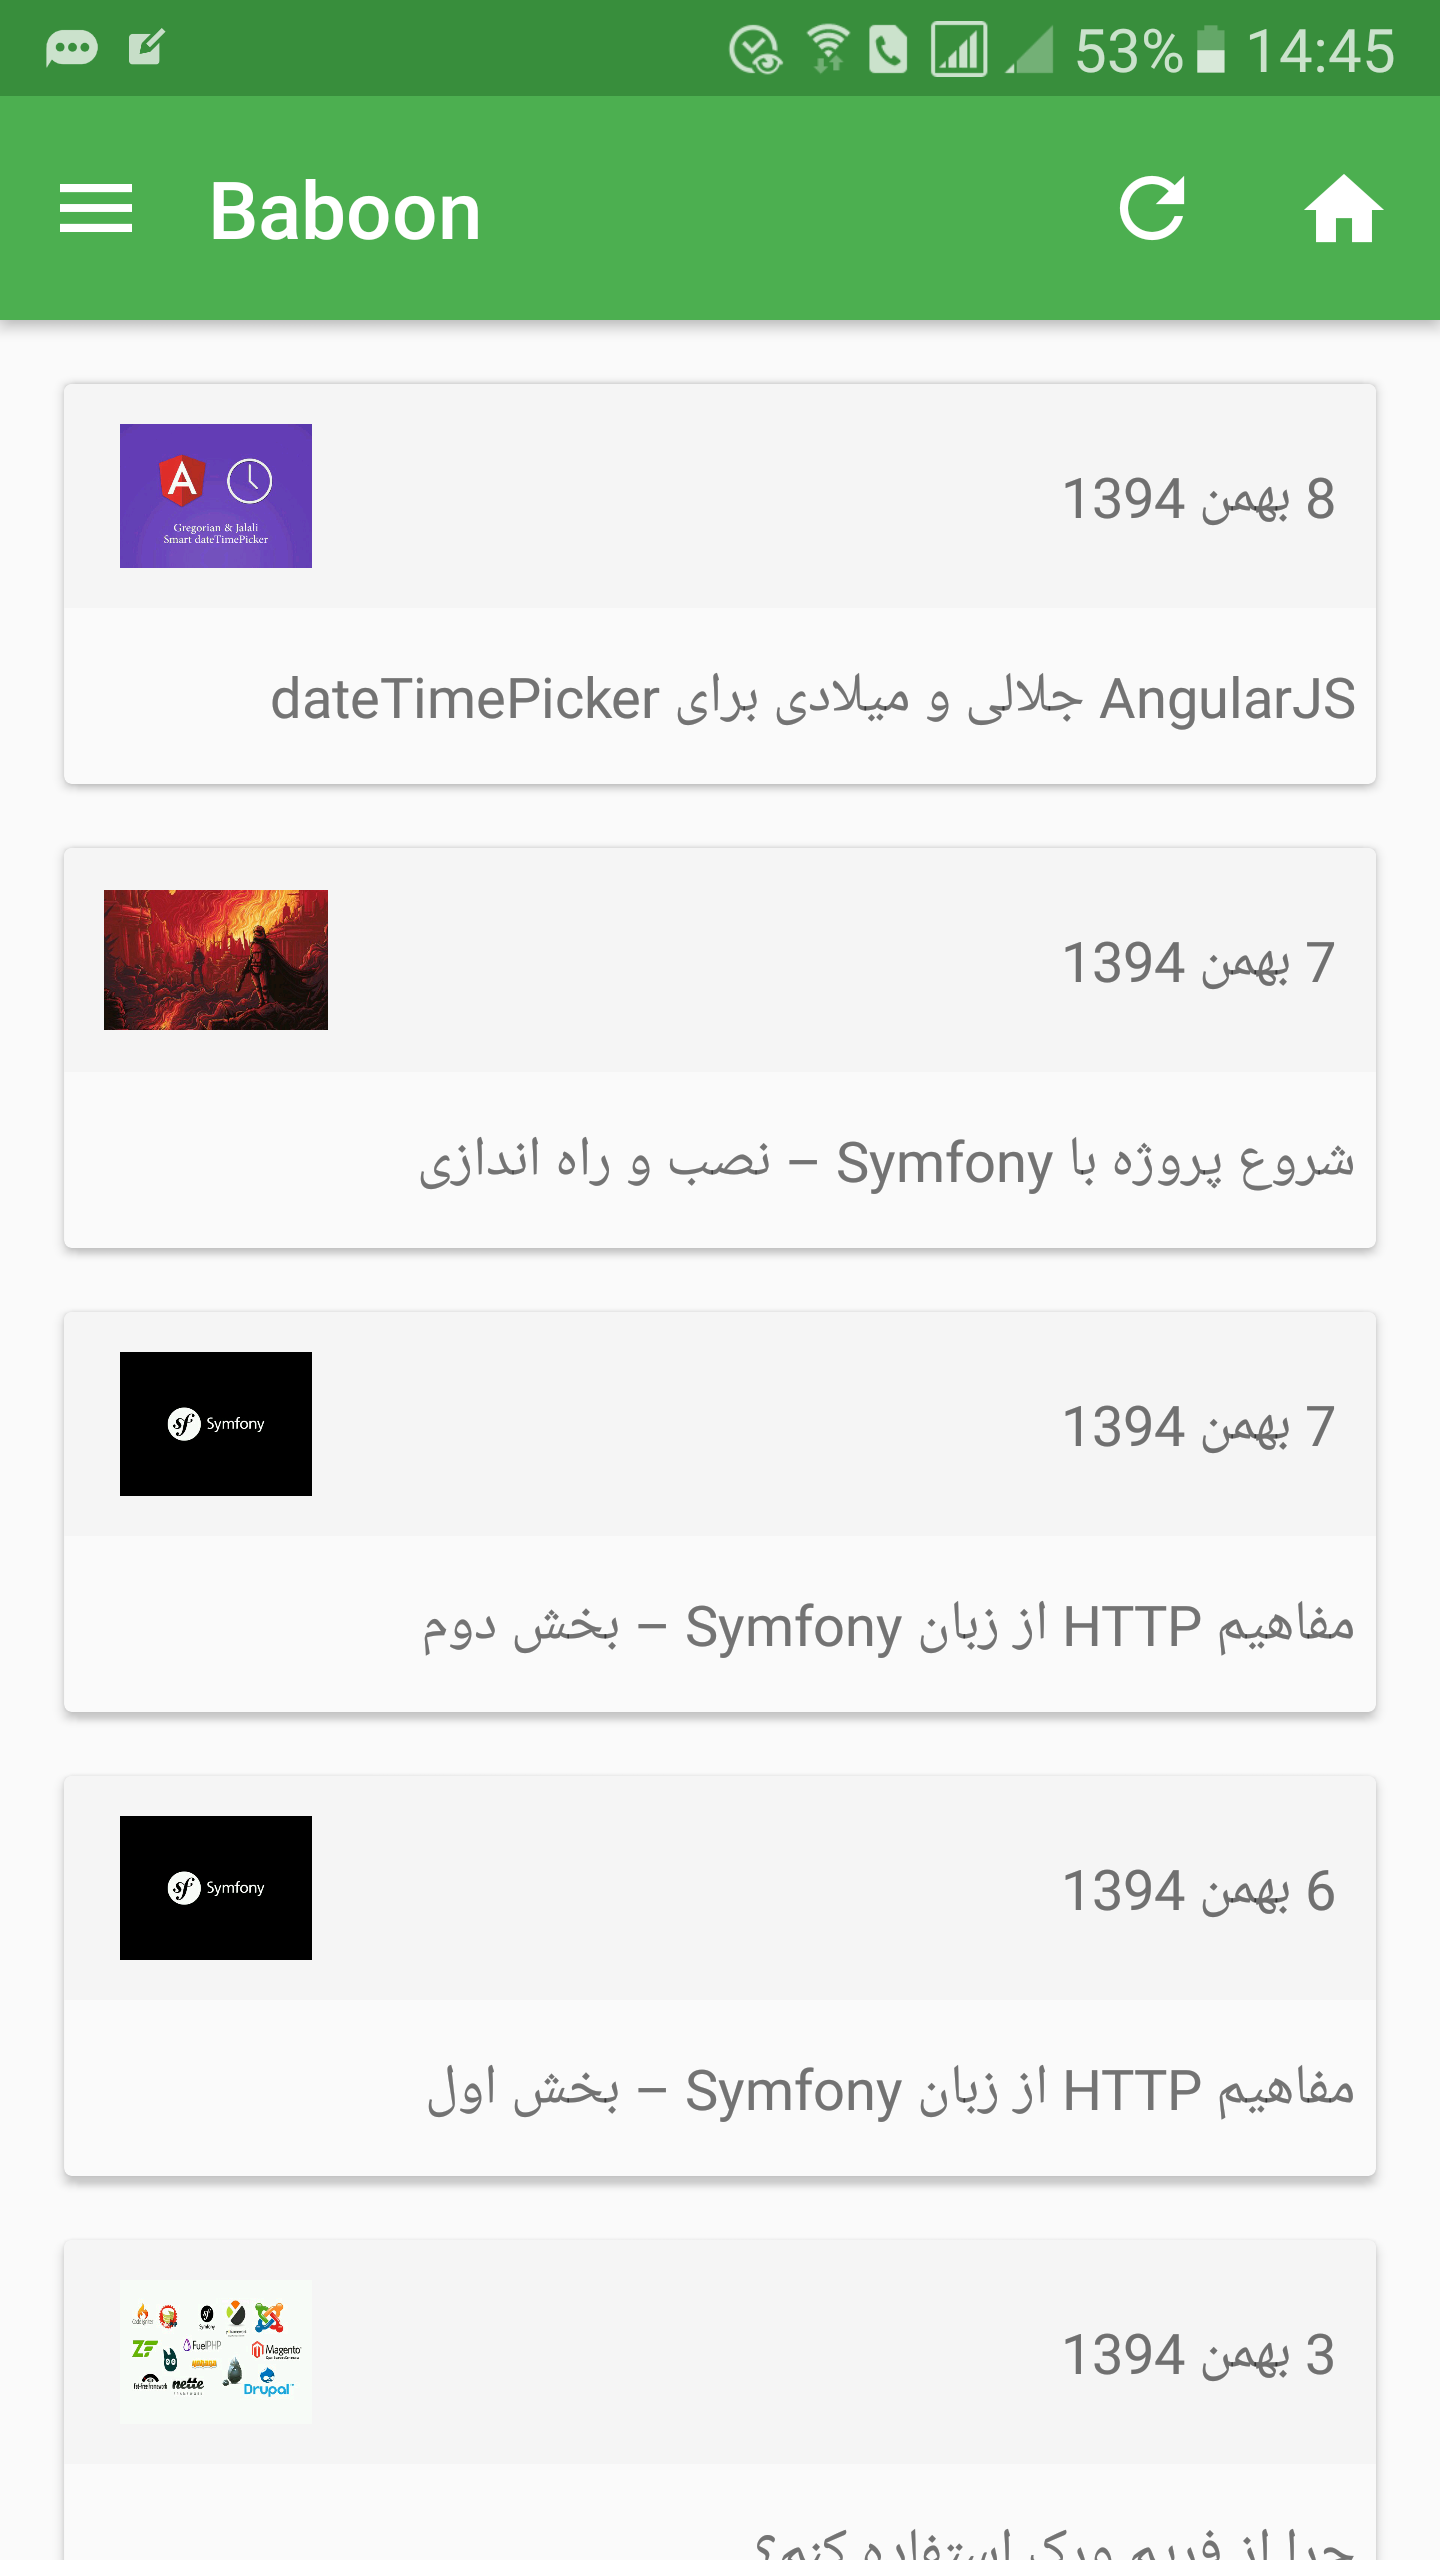 53% 14:45
Baboon
8 بهمن 1394
Gregorian & Jalali
Smart dateTimePicker
dateTimePicker جلالی و میلادی برای AngularJS
7 بهمن 1394
شروع پروژه با Symfony – نصب و راه اندازی
7 بهمن 1394
Symfony
مفاهیم HTTP از زبان Symfony – بخش دوم
6 بهمن 1394
Symfony
مفاهیم HTTP از زبان Symfony – بخش اول
3 بهمن 1394
Symfony
FuelPHP
Magento
nette
Drupal
چرا از فریم ورک استفاده کنم؟